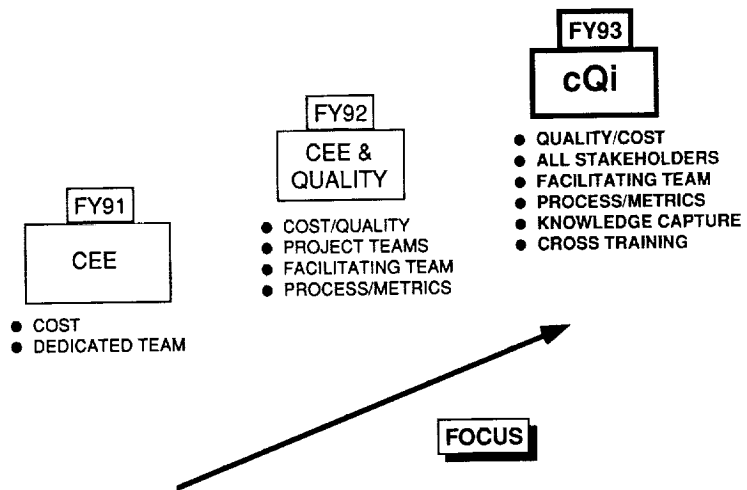 FY91
CEE
● COST
● DEDICATED TEAM
FY92
CEE &
QUALITY
● COST/QUALITY
● PROJECT TEAMS
● FACILITATING TEAM
● PROCESS/METRICS
FY93
cQi
● QUALITY/COST
● ALL STAKEHOLDERS
● FACILITATING TEAM
● PROCESS/METRICS
● KNOWLEDGE CAPTURE
● CROSS TRAINING
FOCUS